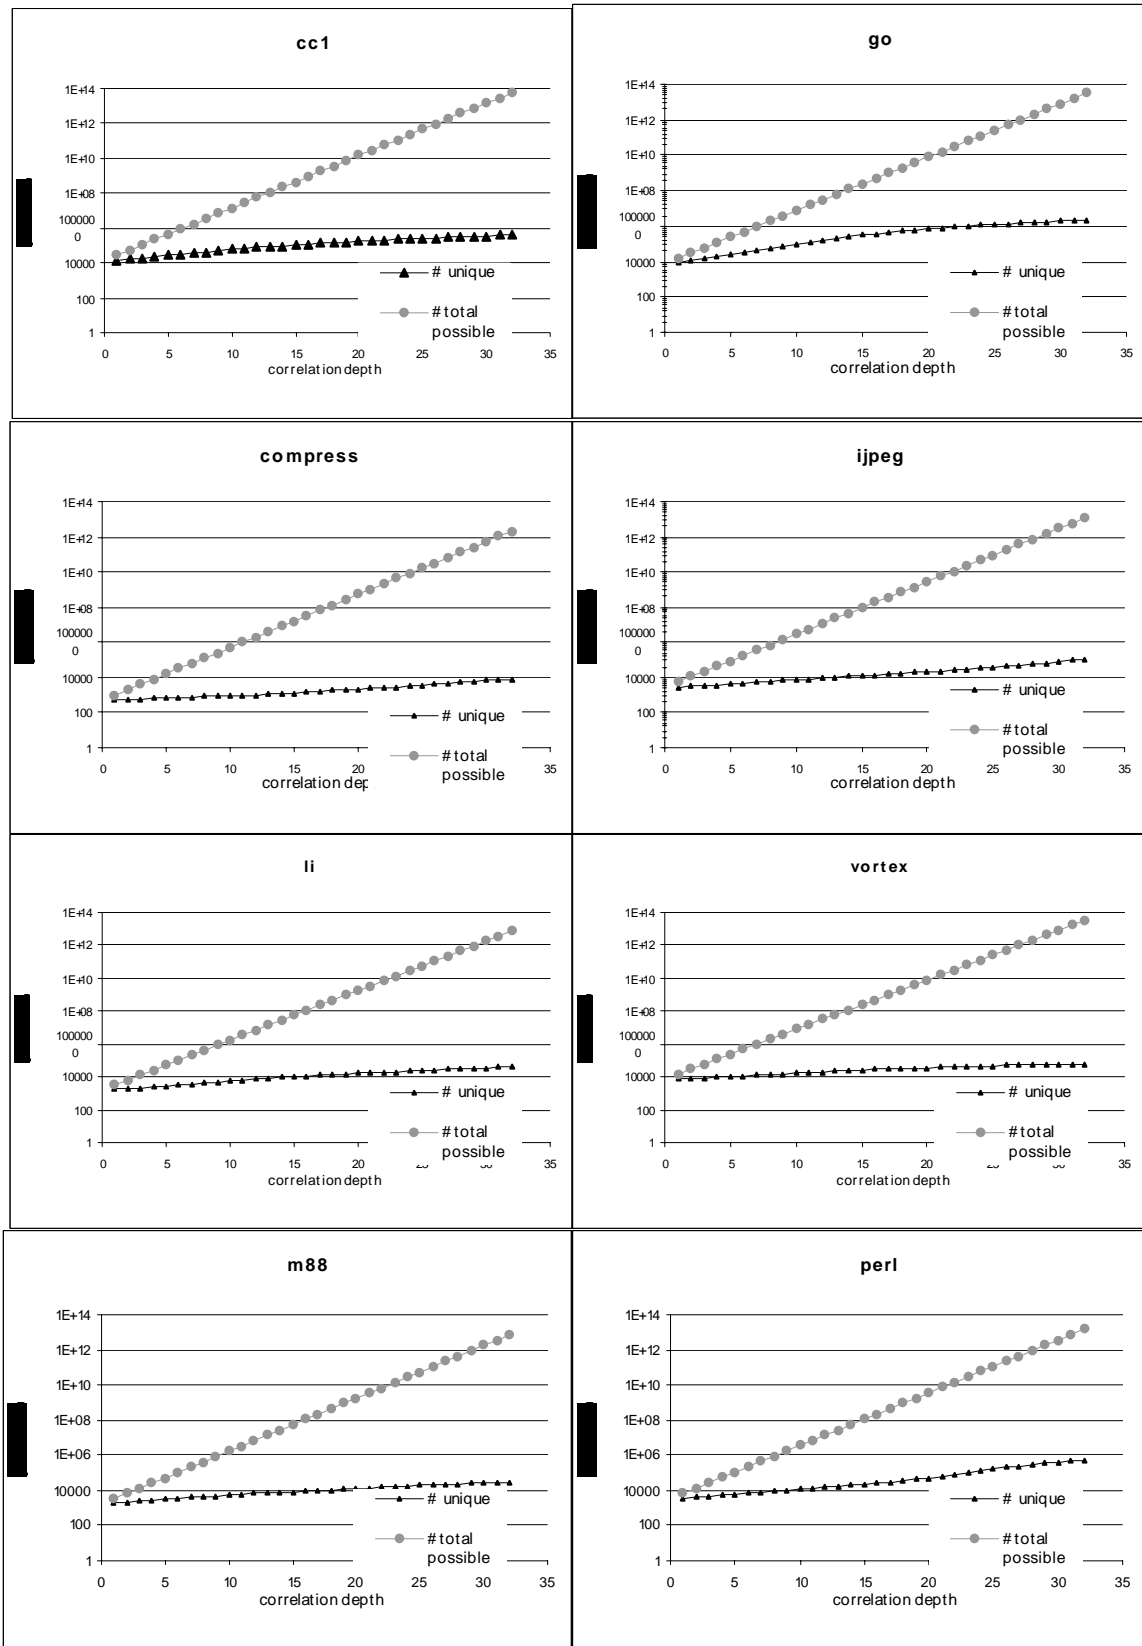 cc1
1E+14
1E+12
1E+10
1E+08
100000
0
10000
100
1
# unique
# total
possible
0 5 10 15 20 25 30 35
correlation depth
go
1E+14
1E+12
1E+10
1E+08
100000
0
10000
100
1
# unique
# total
possible
0 5 10 15 20 25 30 35
correlation depth
compress
1E+14
1E+12
1E+10
1E+08
100000
0
10000
100
1
# unique
# total
possible
0 5 10 15 20 35
correlation dep
ijpeg
1E+14
1E+12
1E+10
1E+08
100000
0
10000
100
1
# unique
# total
possible
0 5 10 15 20 25 30 35
correlation depth
li
1E+14
1E+12
1E+10
1E+08
100000
0
10000
100
1
# unique
# total
possible
0 5 10 15 20 25 30 35
correlation depth
vortex
1E+14
1E+12
1E+10
1E+08
100000
0
10000
100
1
# unique
# total
possible
0 5 10 15 20 35
correlation depth
m88
1E+14
1E+12
1E+10
1E+08
1E+06
10000
100
1
# unique
# total
possible
0 5 10 15 20 25 30 35
correlation depth
perl
1E+14
1E+12
1E+10
1E+08
1E+06
10000
100
1
# unique
# total
possible
0 5 10 15 20 25 30 35
correlation depth